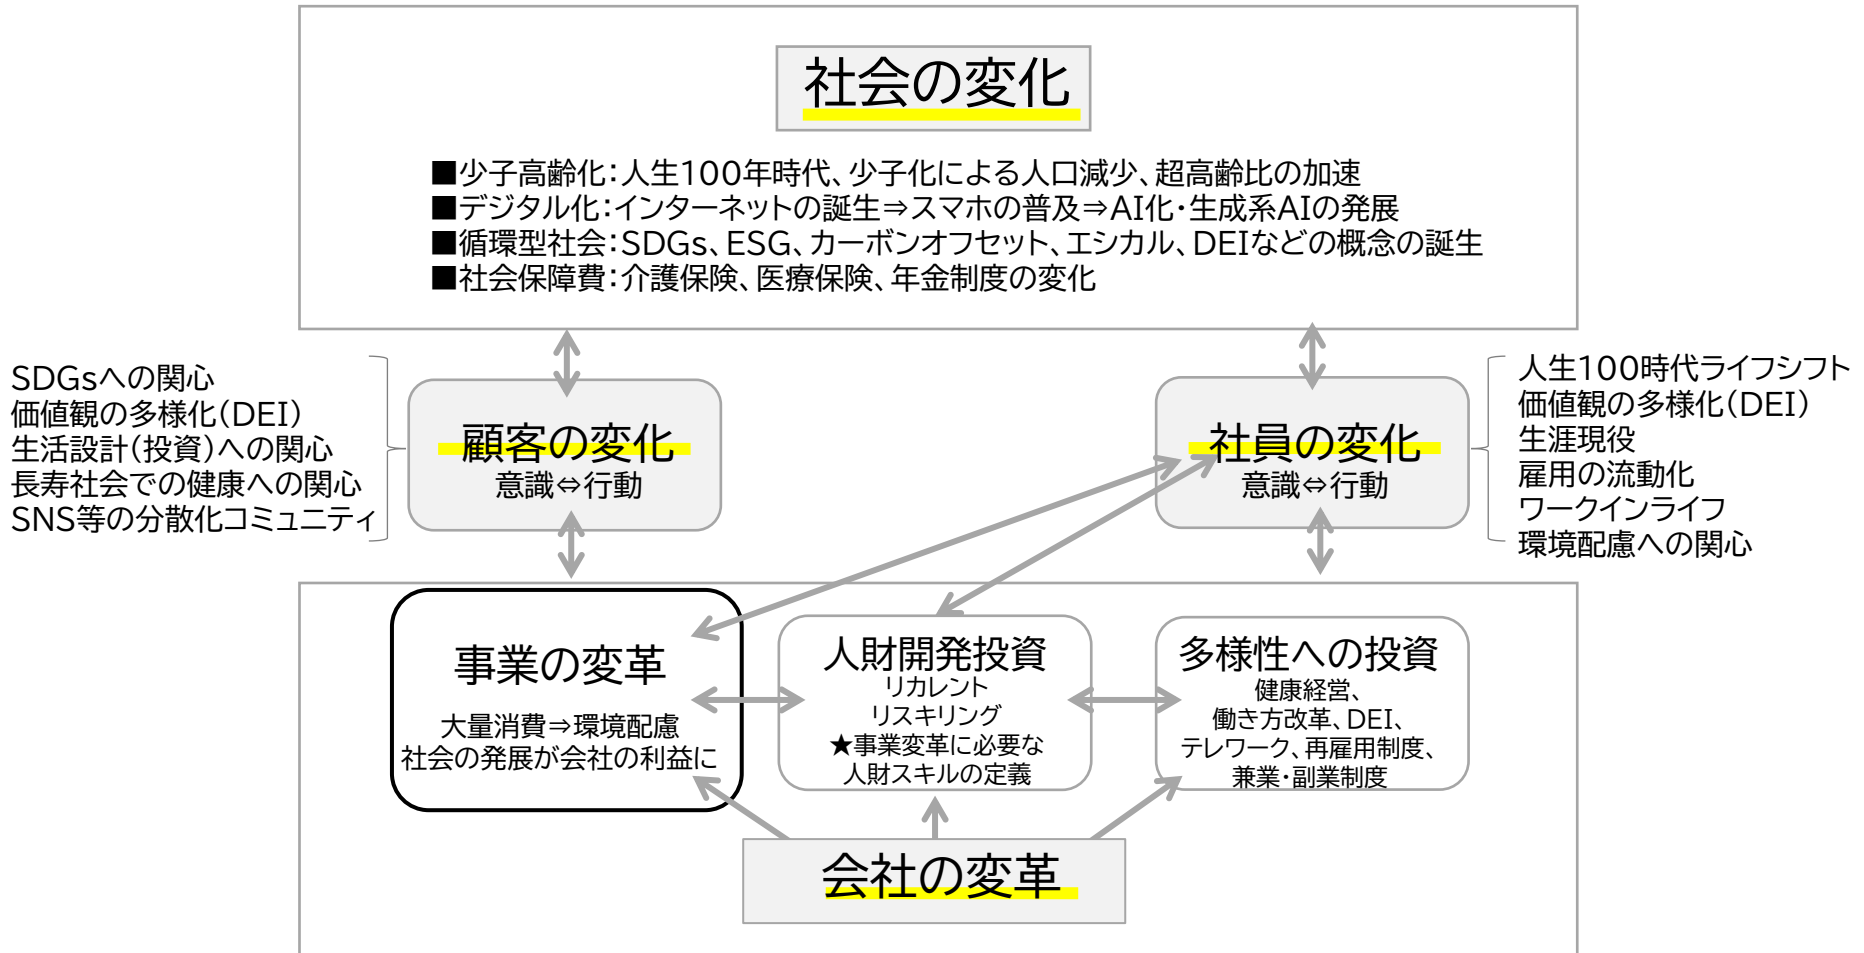 社会の変化
■少子高齢化：人生100年時代、少子化による人口減少、超高齢比の加速
■デジタル化：インターネットの誕生⇒スマホの普及⇒AI化・生成系AIの発展
■循環型社会：SDGs、ESG、カーボンオフセット、エシカル、DEIなどの概念の誕生
■社会保障費：介護保険、医療保険、年金制度の変化
SDGsへの関心
価値観の多様化（DEI）
生活設計（投資）への関心
長寿社会での健康への関心
SNS等の分散化コミュニティ
顧客の変化
意識⇔行動
社員の変化
意識⇔行動
人生100時代ライフシフト
価値観の多様化（DEI）
生涯現役
雇用の流動化
ワークインライフ
環境配慮への関心
事業の変革
大量消費⇒環境配慮
社会の発展が会社の利益に
人財開発投資
リカレント
リスキリング
★事業変革に必要な
人財スキルの定義
多様性への投資
健康経営、
働き方改革、DEI、
テレワーク、再雇用制度、
兼業・副業制度
会社の変革